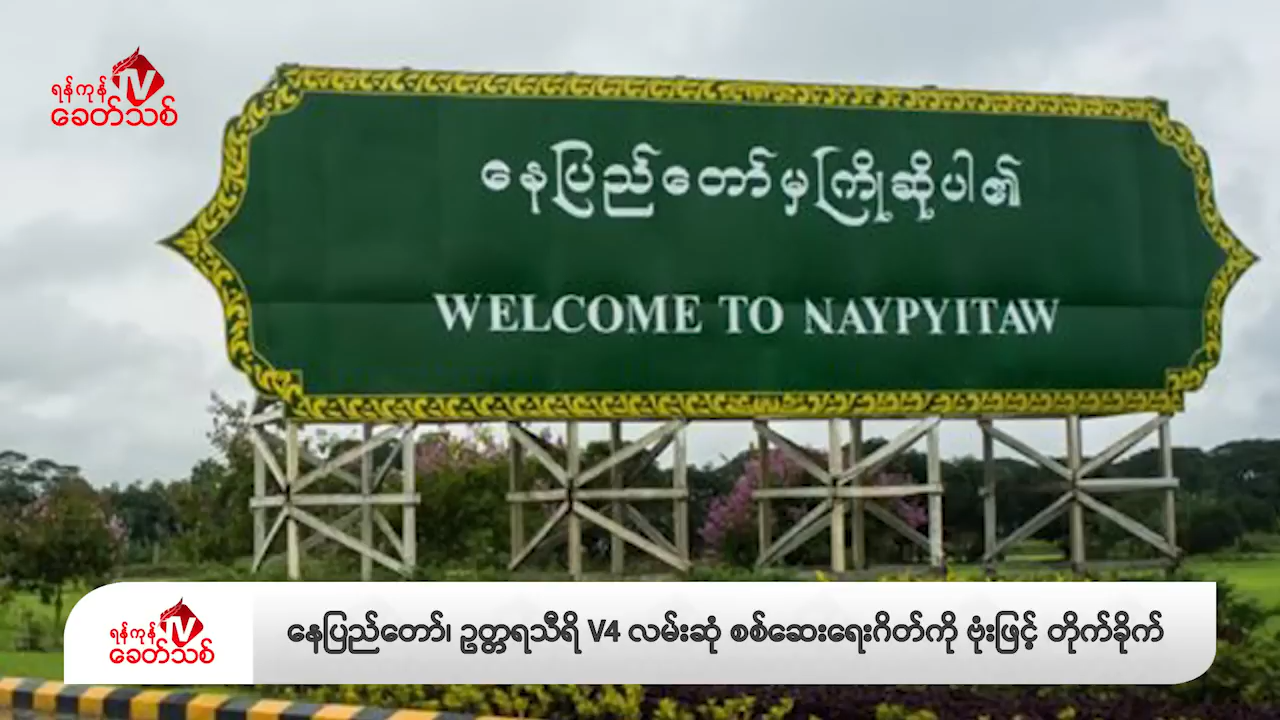 ရန်ကုန် TV
ခေတ်သစ်
နေပြည်တော်မှကြိုဆိုပါ၏
WELCOME TO NAYPYITAW
ရန်ကုန် TV
ခေတ်သစ်
နေပြည်တော်၊ ဥတ္တရသီရိ V4 လမ်းဆုံ စစ်ဆေးရေးဂိတ်ကို ဗုံးဖြင့် တိုက်ခိုက်